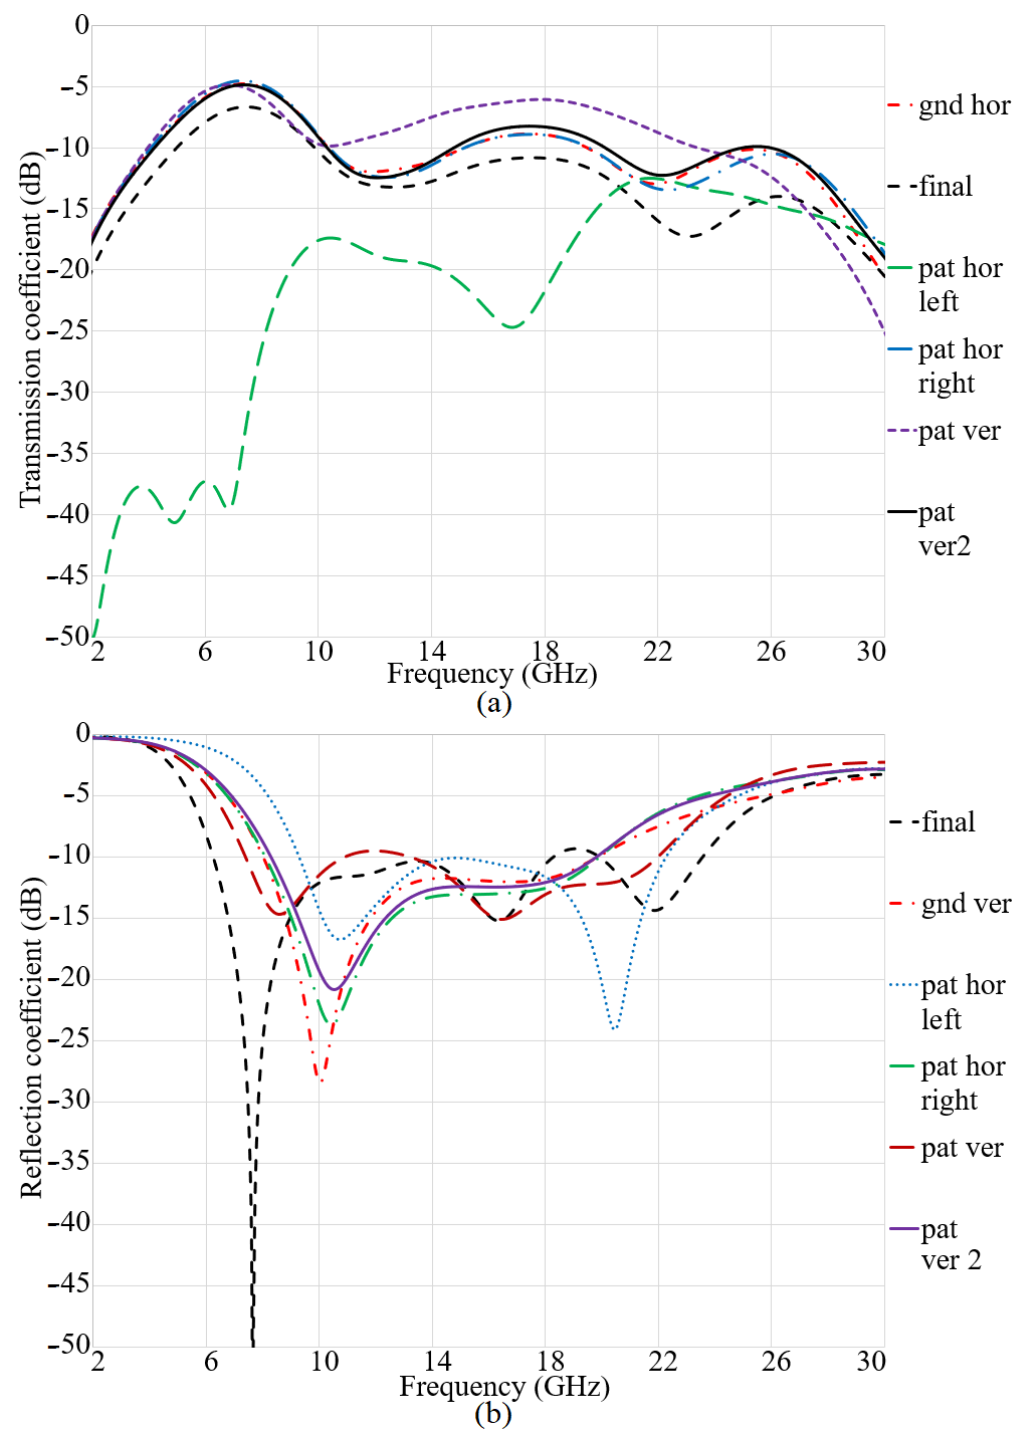 0
−5
−10
−15
−20
−25
−30
−35
−40
−45
−50
Transmission coefficient (dB)
2 6 10 14 18 22 26 30
Frequency (GHz)
(a)
gnd hor
final
pat hor
left
pat hor
right
pat ver
pat
ver2
0
−5
−10
−15
−20
−25
−30
−35
−40
−45
−50
Reflection coefficient (dB)
2 6 10 14 18 22 26 30
Frequency (GHz)
(b)
final
gnd ver
pat hor
left
pat hor
right
pat ver
pat
ver 2